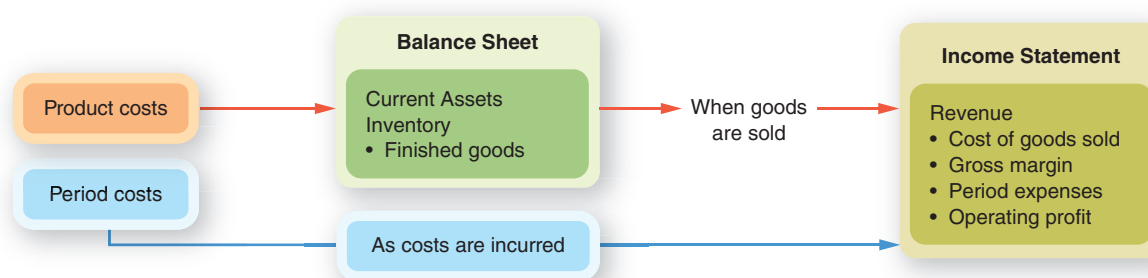 Product costs
Period costs
Balance Sheet
Current Assets
Inventory
• Finished goods
As costs are incurred
When goods
are sold
Income Statement
Revenue
• Cost of goods sold
• Gross margin
• Period expenses
• Operating profit